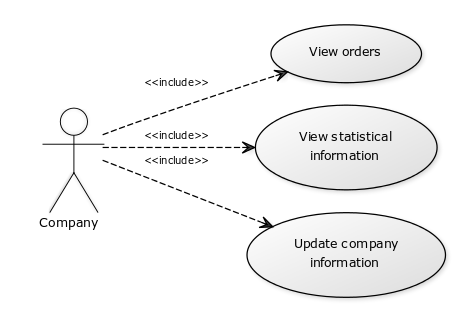 View orders
<<include>>
<<include>>
View statistical
information
<<include>>
Company
Update company
information